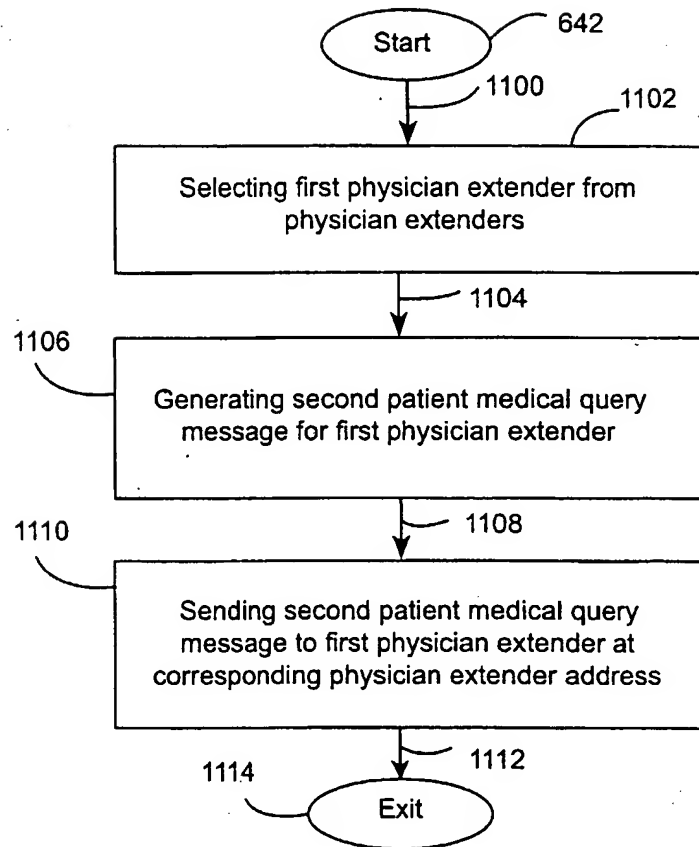 Start
642
1100
1102
Selecting first physician extender from
physician extenders
1104
1106
Generating second patient medical query
message for first physician extender
1108
1110
Sending second patient medical query
message to first physician extender at
corresponding physician extender address
1112
1114
Exit